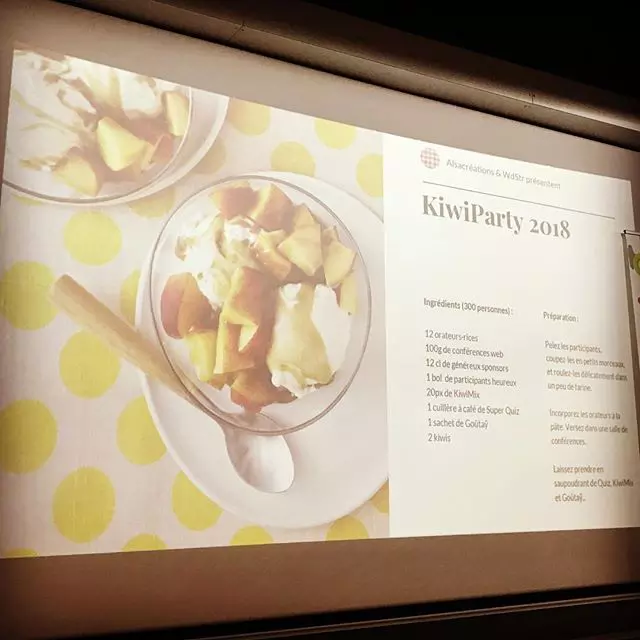 Alsacréations & WdStr présentent
KiwiParty 2018
Ingrédients (300 personnes) :
12 orateurs-rices
100g de conférences web
12 cl de généreux sponsors
1 bol de participants heureux
20px de KiwiMix
1 cuillère à café de Super Quiz
1 sachet de Goûtaÿ
2 kiwis
Préparation :
Pelez les participants,
coupez-les en petits morceaux,
et roulez-les délicatement dans
un peu de farine.
Incorporez les orateurs à la
pâte. Versez dans une salle de
conférences.
Laissez prendre en
saupoudrant de Quiz, KiwiMix
et Goûtaÿ..